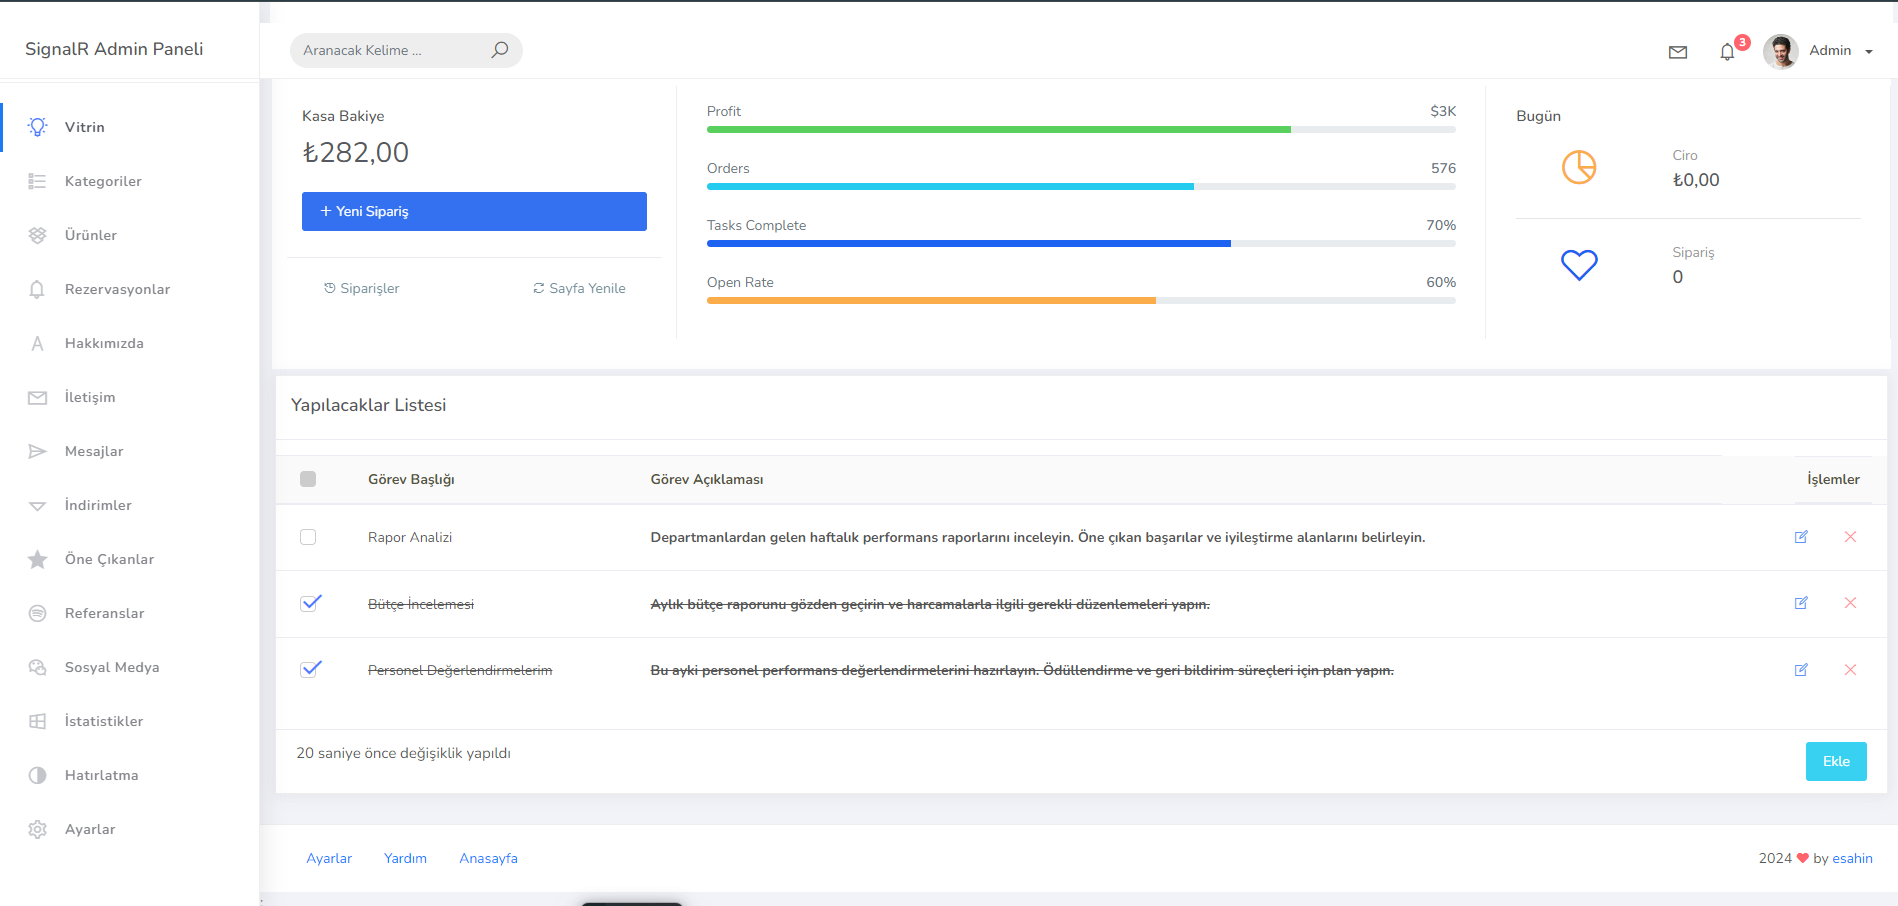 SignalR Admin Paneli
Aranacak Kelime ...
3
Admin
Vitrin
Kategoriler
Ürünler
Rezervasyonlar
Hakkımızda
İletişim
Mesajlar
İndirimler
Öne Çıkanlar
Referanslar
Sosyal Medya
İstatistikler
Hatırlatma
Ayarlar
Kasa Bakiye
₺282,00
+ Yeni Sipariş
Siparişler
Sayfa Yenile
Profit $3K
Orders 576
Tasks Complete 70%
Open Rate 60%
Bugün
Ciro
₺0,00
Sipariş
0
Yapılacaklar Listesi
Görev Başlığı Görev Açıklaması İşlemler
Rapor Analizi Departmanlardan gelen haftalık performans raporlarını inceleyin. Öne çıkan başarılar ve iyileştirme alanlarını belirleyin.
Bütçe İncelemesi Aylık bütçe raporunu gözden geçirin ve harcamalarla ilgili gerekli düzenlemeleri yapın.
Personel Değerlendirmelerim Bu ayki personel performans değerlendirmelerini hazırlayın. Ödüllendirme ve geri bildirim süreçleri için plan yapın.
20 saniye önce değişiklik yapıldı
Ekle
Ayarlar Yardım Anasayfa
2024 ❤ by esahin